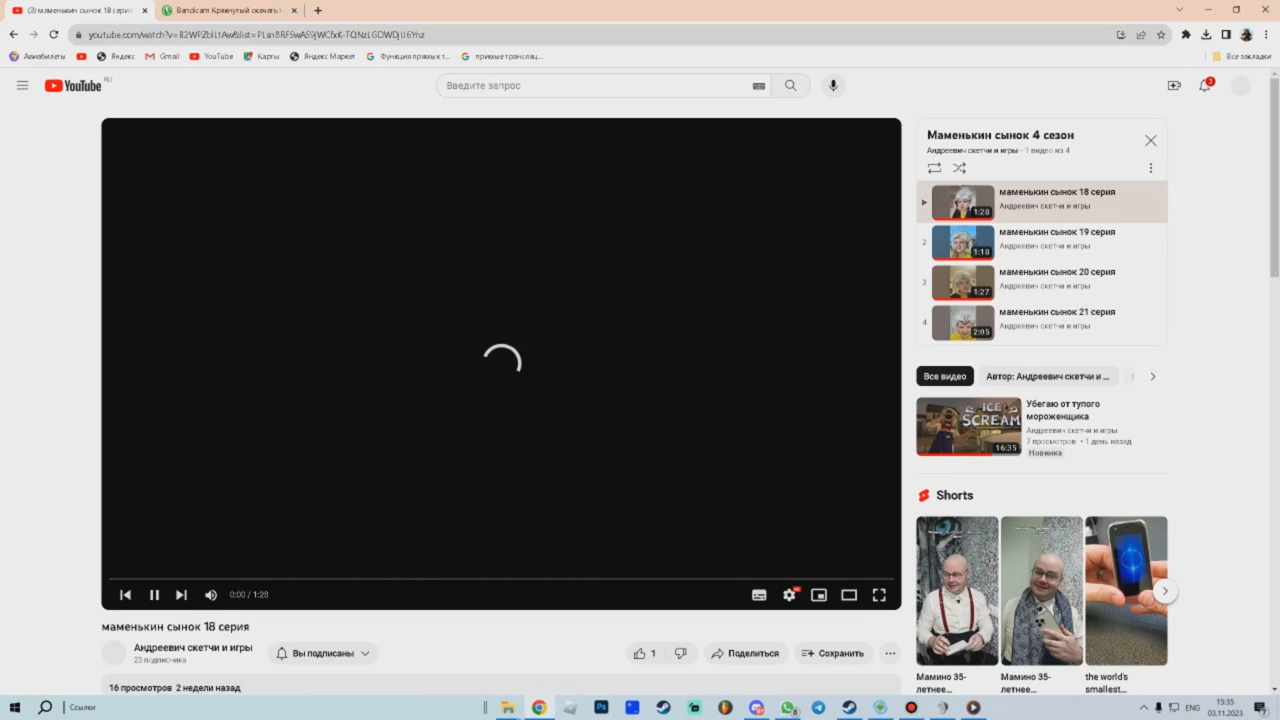 (3) маменькин сынок 18 серия
Bandicam Крякнутый скачать
youtube.com/watch?v=
Авиабилеты
Яндекс
Gmail
YouTube
Карты
Яндекс Маркет
Функция прямых т...
прямые трансляц...
Все закладки
YouTube RU
Введите запрос
3
Маменькин сынок 4 сезон
Андреевич скетчи и игры - 1 видео из 4
маменькин сынок 18 серия
Андреевич скетчи и игры
1:28
2
маменькин сынок 19 серия
Андреевич скетчи и игры
1:18
3
маменькин сынок 20 серия
Андреевич скетчи и игры
1:27
4
маменькин сынок 21 серия
Андреевич скетчи и игры
2:05
Все видео
Автор: Андреевич скетчи и ...
ICE SCREAM
16:35
Убегаю от тупого
мороженщика
Андреевич скетчи и игры
7 просмотров • 1 день назад
Новинка
Shorts
Мамино 35-
летнее...
Мамино 35-
летнее...
the world's
smallest...
0:00 / 1:28
маменькин сынок 18 серия
Андреевич скетчи и игры
23 подписчика
Вы подписаны
1
Поделиться
Сохранить
16 просмотров 2 недели назад
Ссылки
ENG
15:35
03.11.2023